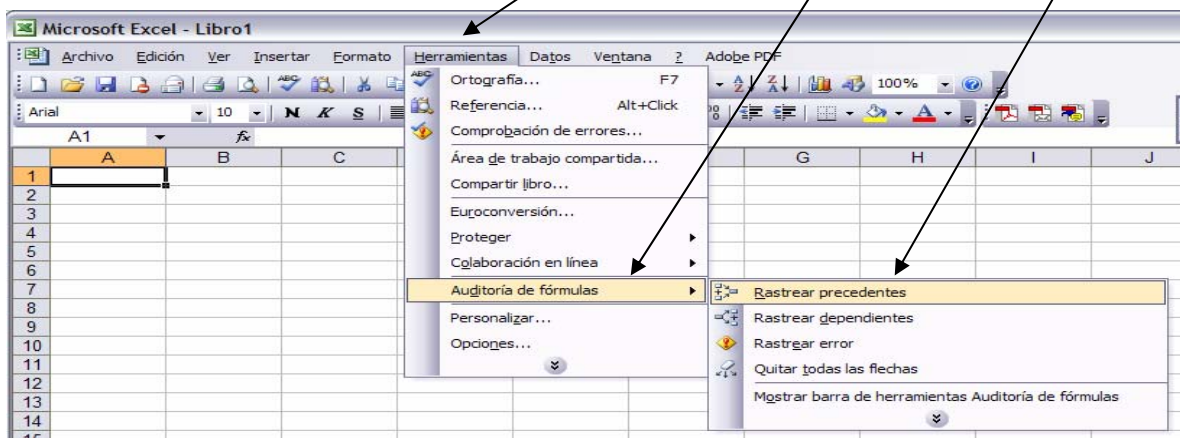 Microsoft Excel - Libro1
Archivo Edición Ver Insertar Formato Herramientas Datos Ventana ? Adobe PDF
100%
Arial 10 N K S
A1 fx
A B C G H I J
1
2
3
4
5
6
7
8
9
10
11
12
13
14
15
Ortografía... F7
Referencia... Alt+Click
Comprobación de errores...
Área de trabajo compartida...
Compartir libro...
Euroconversión...
Proteger
Colaboración en línea
Auditoría de fórmulas
Personalizar...
Opciones...
Rastrear precedentes
Rastrear dependientes
Rastrear error
Quitar todas las flechas
Mostrar barra de herramientas Auditoría de fórmulas